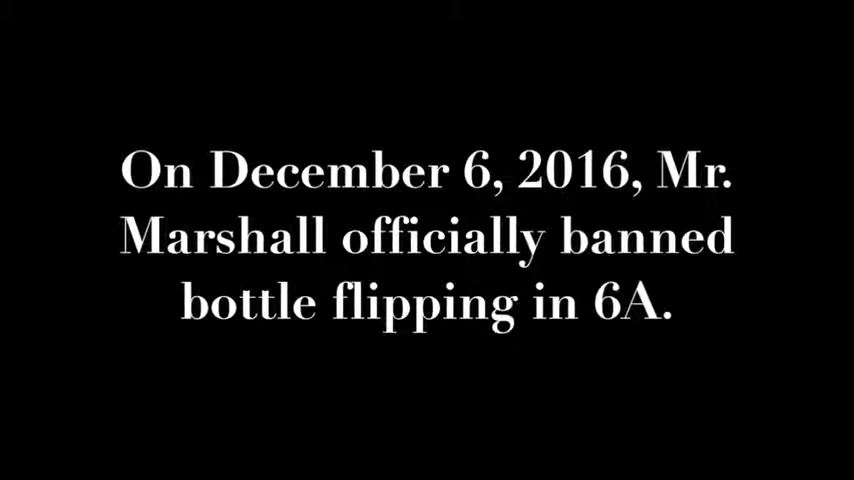 On December 6, 2016, Mr.
Marshall officially banned
bottle flipping in 6A.